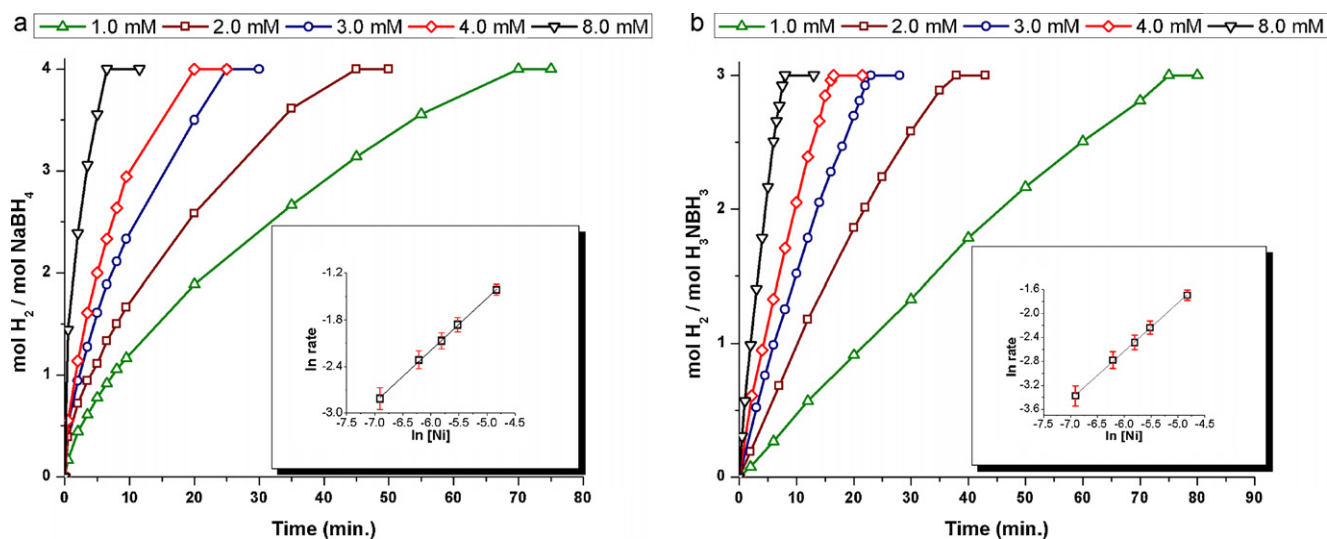 a
1.0 mM 2.0 mM 3.0 mM 4.0 mM 8.0 mM
mol H2 / mol NaBH4
4
3
2
1
0
0 10 20 30 40 50 60 70 80
Time (min.)
ln rate
-1.2
-1.8
-2.4
-3.0
-7.5 -7.0 -6.5 -6.0 -5.5 -5.0 -4.5
ln [Ni]
b
1.0 mM 2.0 mM 3.0 mM 4.0 mM 8.0 mM
mol H2 / mol H3NBH3
3
2
1
0
0 10 20 30 40 50 60 70 80 90
Time (min.)
ln rate
-1.6
-2.0
-2.4
-2.8
-3.2
-3.6
-7.5 -7.0 -6.5 -6.0 -5.5 -5.0 -4.5
ln [Ni]